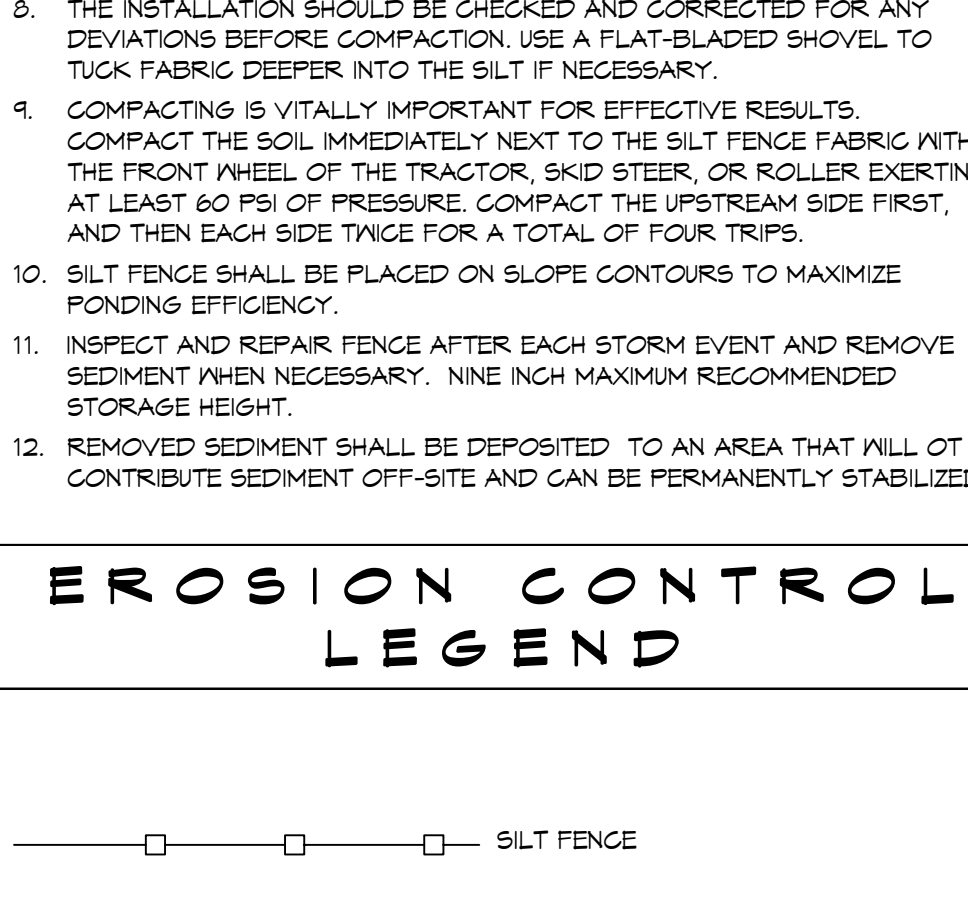 8. THE INSTALLATION SHOULD BE CHECKED AND CORRECTED FOR ANY
DEVIATIONS BEFORE COMPACTION. USE A FLAT-BLADED SHOVEL TO
TUCK FABRIC DEEPER INTO THE SILT IF NECESSARY.
9. COMPACTING IS VITALLY IMPORTANT FOR EFFECTIVE RESULTS.
COMPACT THE SOIL IMMEDIATELY NEXT TO THE SILT FENCE FABRIC WITH
THE FRONT WHEEL OF THE TRACTOR, SKID STEER, OR ROLLER EXERTIN
AT LEAST 60 PSI OF PRESSURE. COMPACT THE UPSTREAM SIDE FIRST,
AND THEN EACH SIDE TWICE FOR A TOTAL OF FOUR TRIPS.
10. SILT FENCE SHALL BE PLACED ON SLOPE CONTOURS TO MAXIMIZE
PONDING EFFICIENCY.
11. INSPECT AND REPAIR FENCE AFTER EACH STORM EVENT AND REMOVE
SEDIMENT WHEN NECESSARY. NINE INCH MAXIMUM RECOMMENDED
STORAGE HEIGHT.
12. REMOVED SEDIMENT SHALL BE DEPOSITED TO AN AREA THAT WILL OT
CONTRIBUTE SEDIMENT OFF-SITE AND CAN BE PERMANENTLY STABILIZED
EROSION CONTROL
LEGEND
SILT FENCE